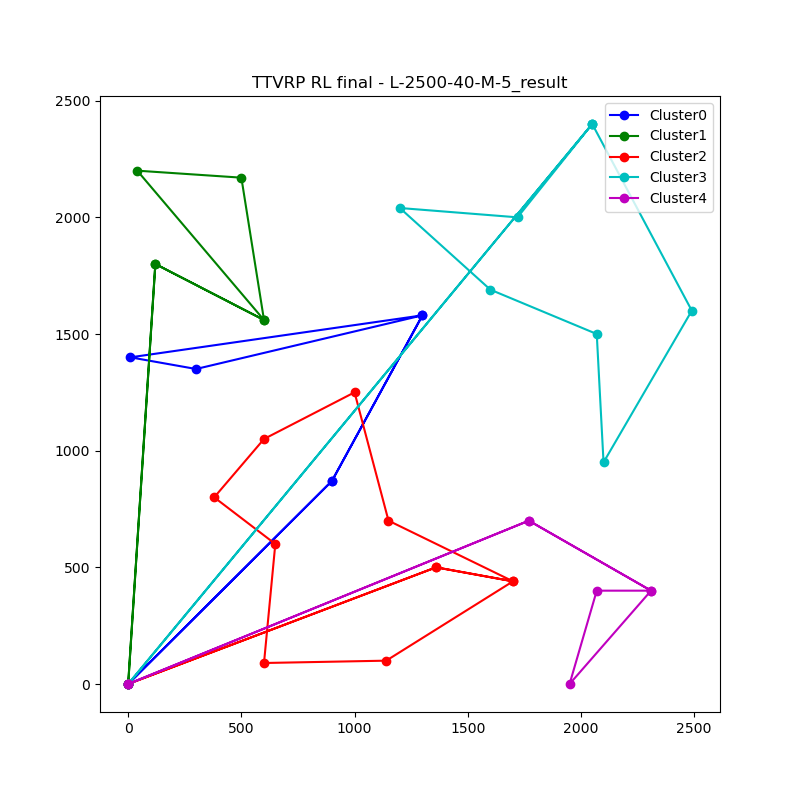 TTVRP RL final - L-2500-40-M-5_result
Cluster0
Cluster1
Cluster2
Cluster3
Cluster4
2500
2000
1500
1000
500
0
0 500 1000 1500 2000 2500